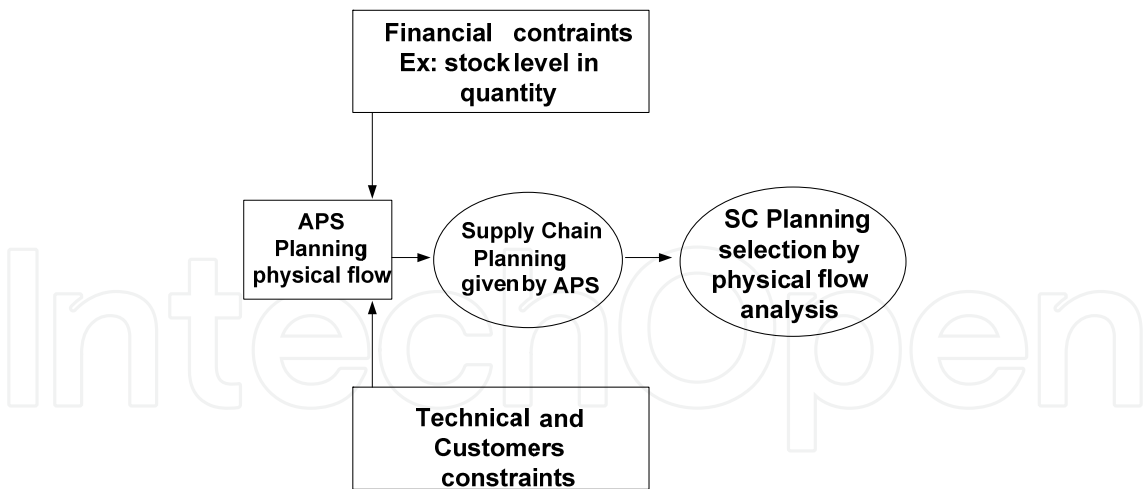 Financial contraints
Ex: stock level in
quantity
APS
Planning
physical flow
Supply Chain
Planning
given by APS
SC Planning
selection by
physical flow
analysis
Technical and
Customers
constraints
IntechOpen